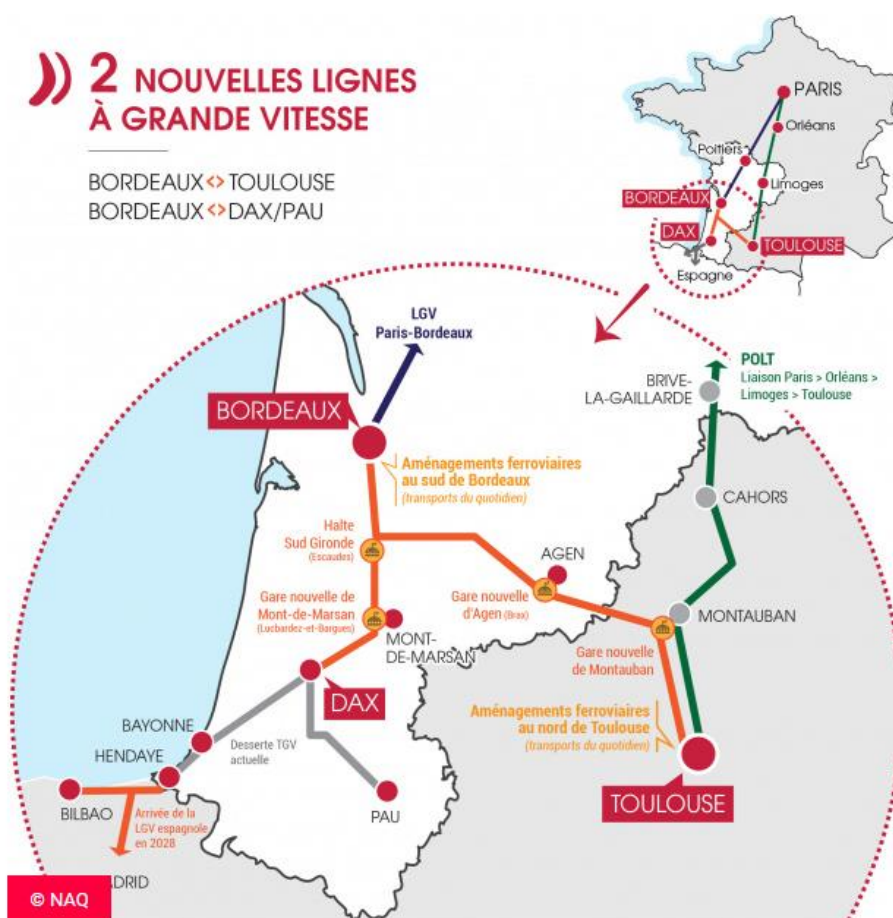 2 NOUVELLES LIGNES
À GRANDE VITESSE
BORDEAUX <> TOULOUSE
BORDEAUX <> DAX/PAU
PARIS
Orléans
Poitiers
Limoges
BORDEAUX
DAX
TOULOUSE
Espagne
LGV
Paris-Bordeaux
POLT
Liaison Paris > Orléans >
Limoges > Toulouse
BRIVE-
LA-GAILLARDE
BORDEAUX
Aménagements ferroviaires
au sud de Bordeaux
(transports du quotidien)
CAHORS
Halte
Sud Gironde
(Escaudes)
AGEN
Gare nouvelle
d'Agen (Brax)
Gare nouvelle de
Mont-de-Marsan
(Lucbardez-et-Bargues)
MONT-
DE-MARSAN
MONTAUBAN
Gare nouvelle
de Montauban
DAX
Aménagements ferroviaires
au nord de Toulouse
(transports du quotidien)
BAYONNE
HENDAYE
Desserte TGV
actuelle
TOULOUSE
BILBAO
Arrivée de la
LGV espagnole
en 2028
PAU
ADRID
© NAQ